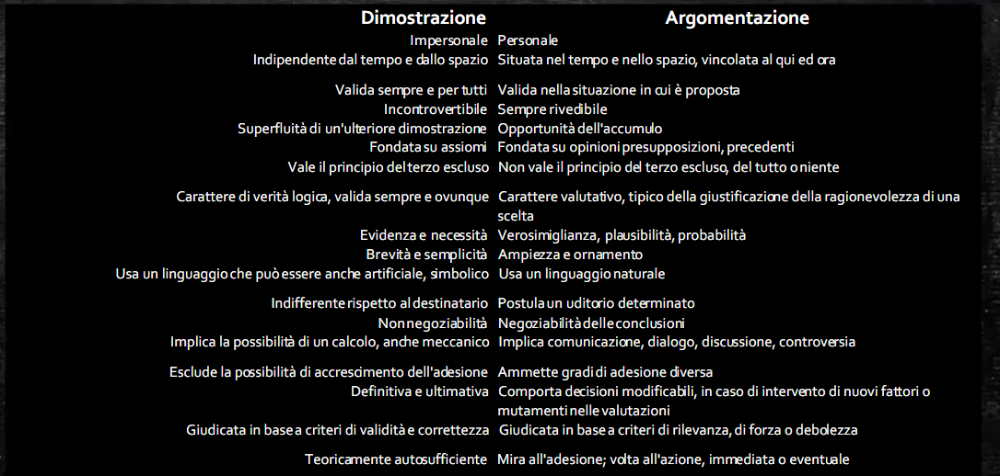 Dimostrazione Argomentazione
Impersonale Personale
Indipendente dal tempo e dallo spazio Situata nel tempo e nello spazio, vincolata al qui ed ora
Valida sempre e per tutti Valida nella situazione in cui è proposta
Incontrovertibile Sempre rivedibile
Superfluità di un'ulteriore dimostrazione Opportunità dell'accumulo
Fondata su assiomi Fondata su opinioni presupposizioni, precedenti
Vale il principio del terzo escluso Non vale il principio del terzo escluso, del tutto o niente
Carattere di verità logica, valida sempre e ovunque Carattere valutativo, tipico della giustificazione della ragionevolezza di una
scelta
Evidenza e necessità Verosimiglianza, plausibilità, probabilità
Brevità e semplicità Ampiezza e ornamento
Usa un linguaggio che può essere anche artificiale, simbolico Usa un linguaggio naturale
Indifferente rispetto al destinatario Postula un uditorio determinato
Non negoziabilità Negoziabilità delle conclusioni
Implica la possibilità di un calcolo, anche meccanico Implica comunicazione, dialogo, discussione, controversia
Esclude la possibilità di accrescimento dell'adesione Ammette gradi di adesione diversa
Definitiva e ultimativa Comporta decisioni modificabili, in caso di intervento di nuovi fattori o
mutamenti nelle valutazioni
Giudicata in base a criteri di validità e correttezza Giudicata in base a criteri di rilevanza, di forza o debolezza
Teoricamente autosufficiente Mira all'adesione; volta all'azione, immediata o eventuale